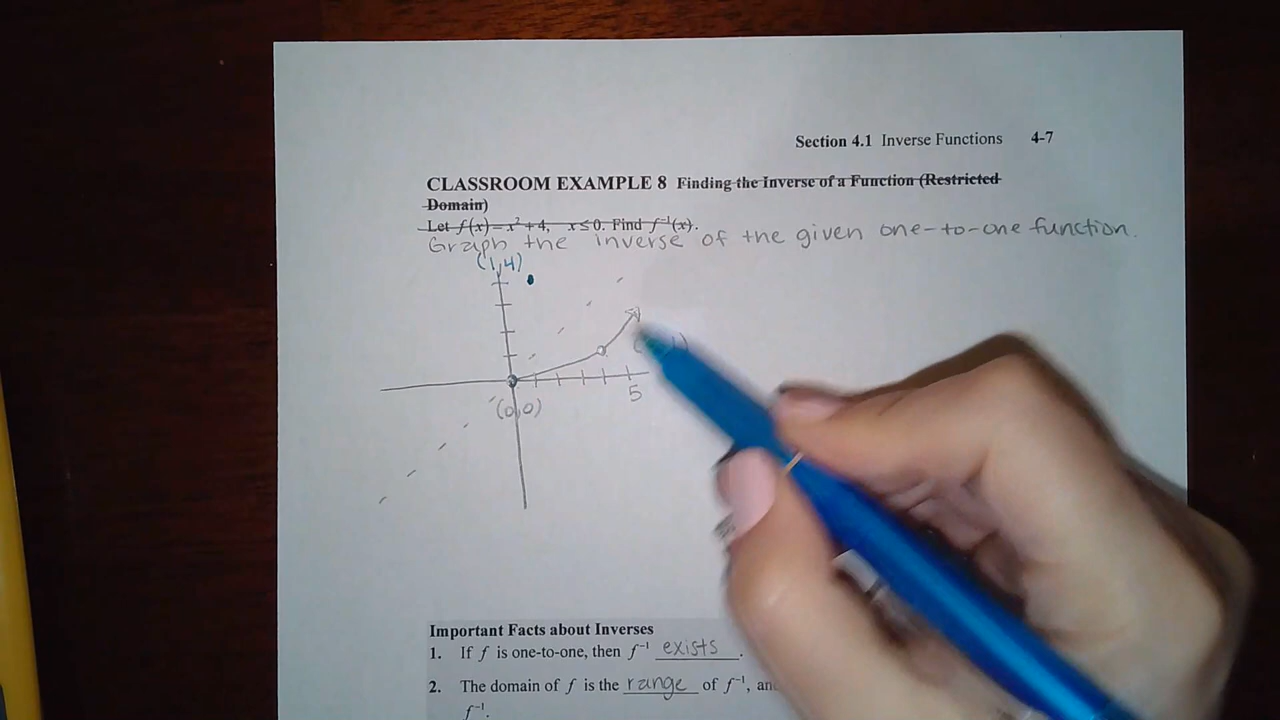 Section 4.1 Inverse Functions 4-7
CLASSROOM EXAMPLE 8 Finding the Inverse of a Function (Restricted
Domain)
Let f(x) = x² + 4, x ≤ 0. Find f⁻¹(x).
Graph the inverse of the given one-to-one function.
(1,4)
5
(0,0)
Important Facts about Inverses
1. If f is one-to-one, then f⁻¹ exists.
2. The domain of f is the range of f⁻¹, and
f⁻¹.